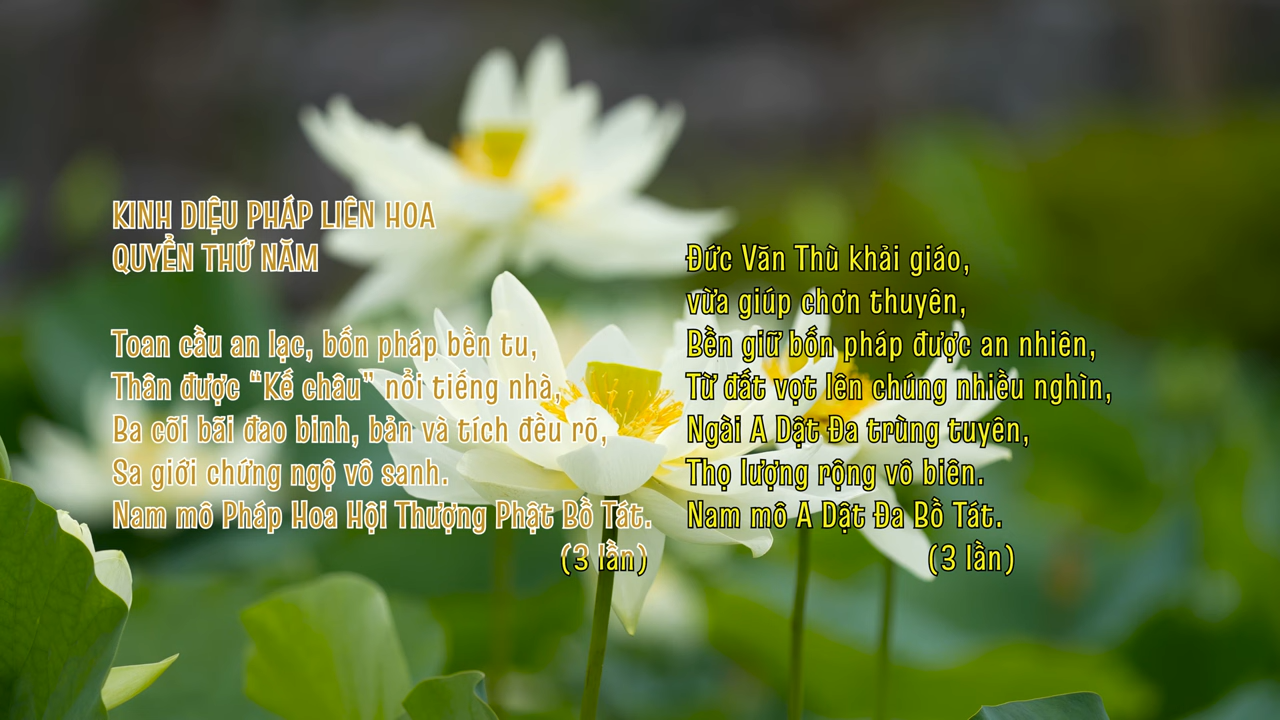 KINH DIỆU PHÁP LIÊN HOA
QUYỂN THỨ NĂM
Toan cầu an lạc, bốn pháp bền tu,
Thân được “Kế châu” nổi tiếng nhà,
Ba cõi bãi đao binh, bản và tích đều rõ,
Sa giới chứng ngộ vô sanh.
Nam mô Pháp Hoa Hội Thượng Phật Bồ Tát.
(3 lần)
Đức Văn Thù khải giáo,
vừa giúp chơn thuyên,
Bền giữ bốn pháp được an nhiên,
Từ đất vọt lên chúng nhiều nghìn,
Ngài A Dật Đa trùng tuyên,
Thọ lượng rộng vô biên.
Nam mô A Dật Đa Bồ Tát.
(3 lần)